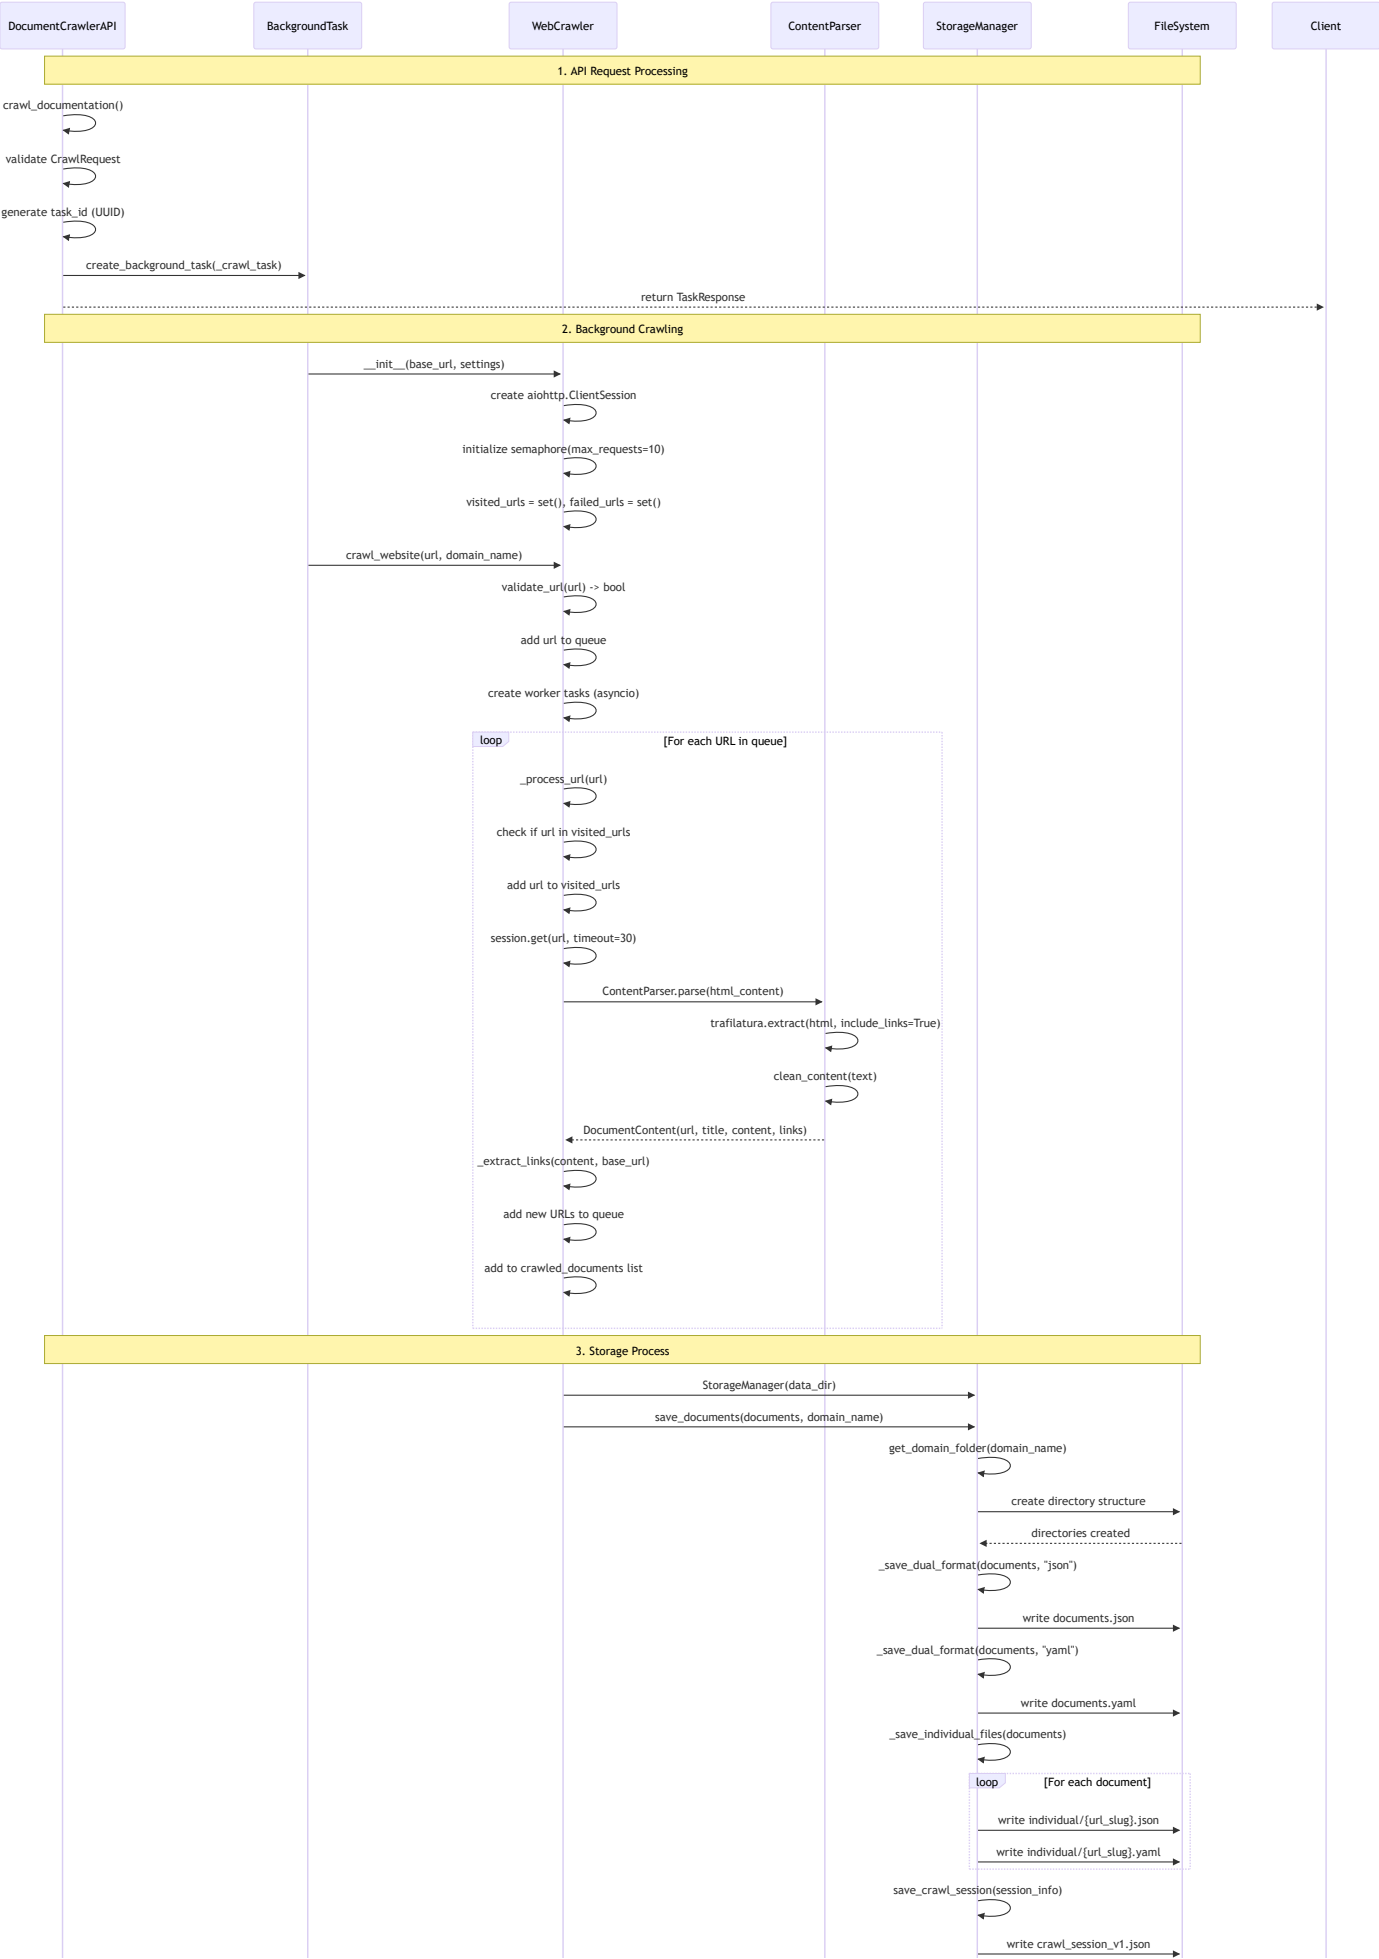 DocumentCrawlerAPI
BackgroundTask
WebCrawler
ContentParser
StorageManager
FileSystem
Client
1. API Request Processing
crawl_documentation()
validate CrawlRequest
generate task_id (UUID)
create_background_task(_crawl_task)
return TaskResponse
2. Background Crawling
__init__(base_url, settings)
create aiohttp.ClientSession
initialize semaphore(max_requests=10)
visited_urls = set(), failed_urls = set()
crawl_website(url, domain_name)
validate_url(url) -> bool
add url to queue
create worker tasks (asyncio)
loop
[For each URL in queue]
_process_url(url)
check if url in visited_urls
add url to visited_urls
session.get(url, timeout=30)
ContentParser.parse(html_content)
trafilatura.extract(html, include_links=True)
clean_content(text)
DocumentContent(url, title, content, links)
_extract_links(content, base_url)
add new URLs to queue
add to crawled_documents list
3. Storage Process
StorageManager(data_dir)
save_documents(documents, domain_name)
get_domain_folder(domain_name)
create directory structure
directories created
_save_dual_format(documents, "json")
write documents.json
_save_dual_format(documents, "yaml")
write documents.yaml
_save_individual_files(documents)
loop
[For each document]
write individual/{url_slug}.json
write individual/{url_slug}.yaml
save_crawl_session(session_info)
write crawl_session_v1.json